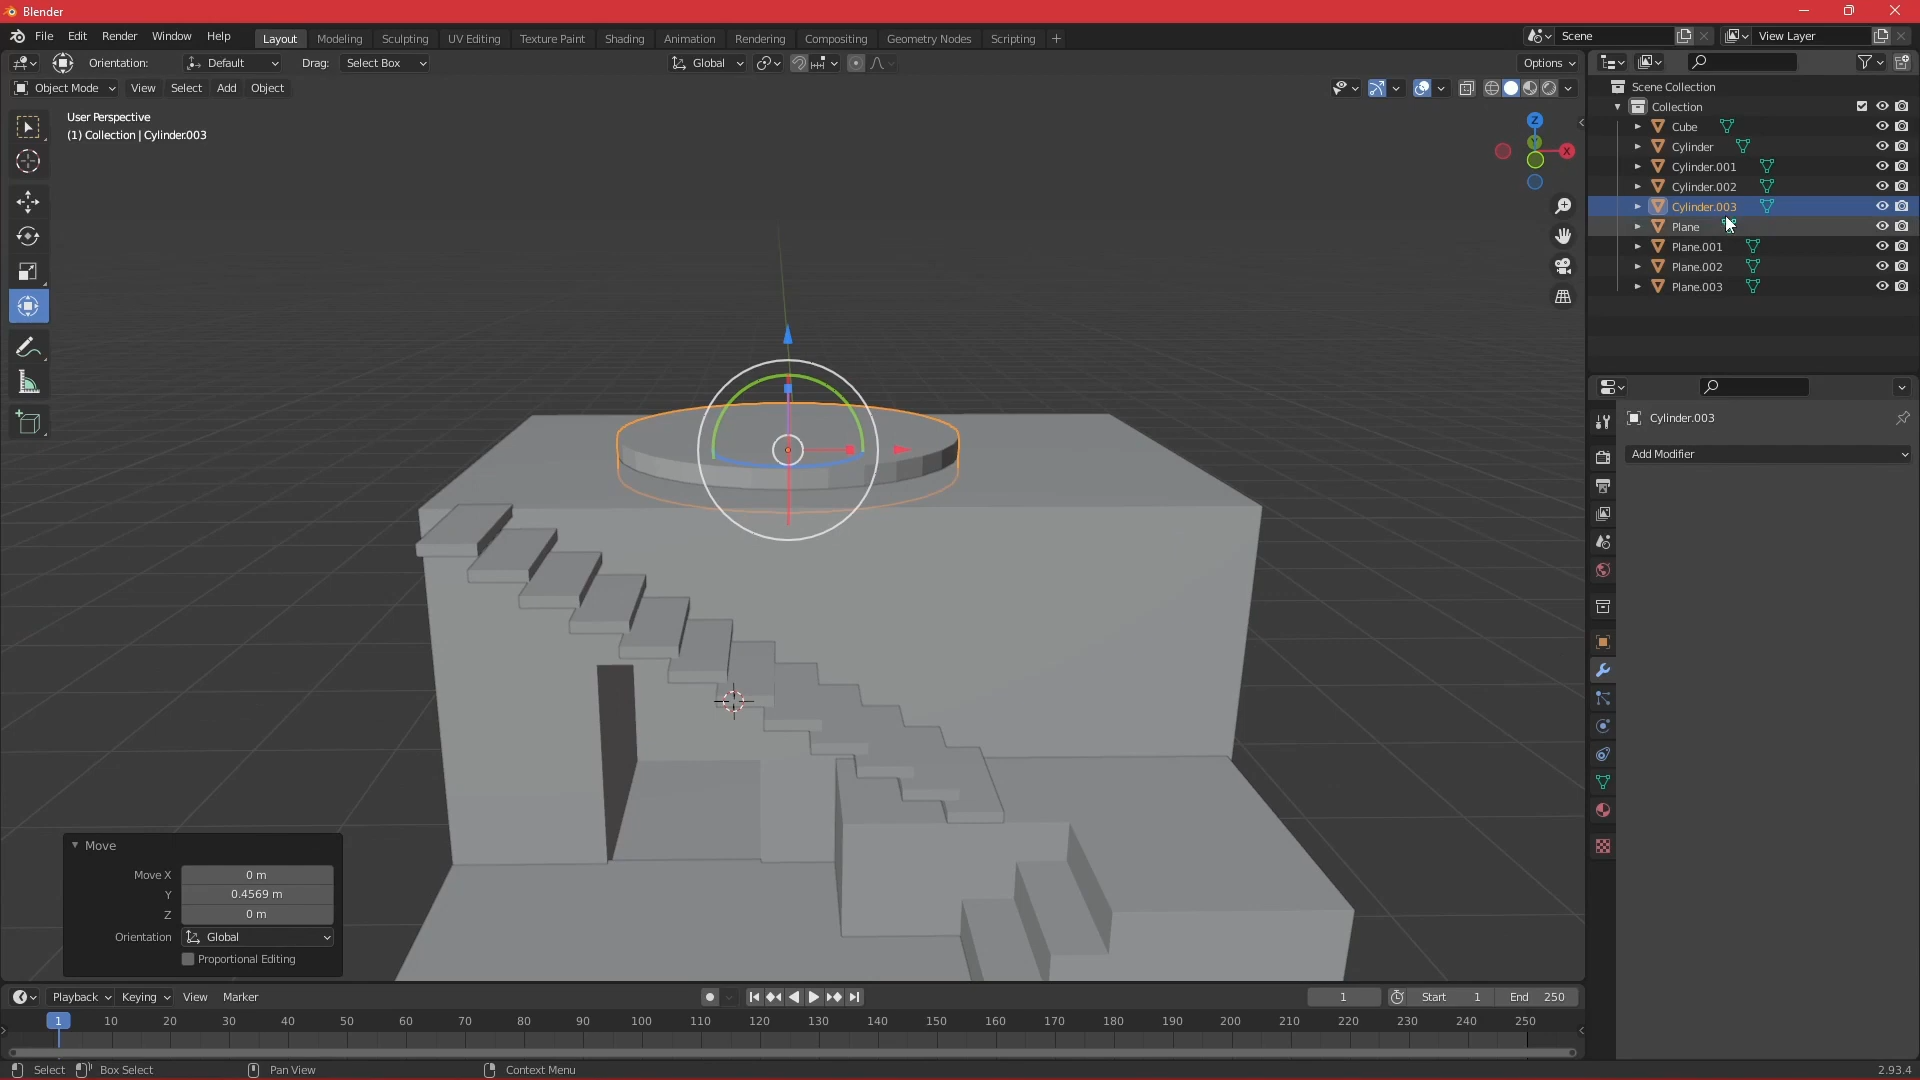 Blender
File Edit Render Window Help Layout Modeling Sculpting UV Editing Texture Paint Shading Animation Rendering Compositing Geometry Nodes Scripting + Scene View Layer
Orientation: Default Drag: Select Box Global Options
Object Mode View Select Add Object
User Perspective
(1) Collection | Cylinder.003
Z
Y
X
Scene Collection
Collection
Cube
Cylinder
Cylinder.001
Cylinder.002
Cylinder.003
Plane
Plane.001
Plane.002
Plane.003
Cylinder.003
Add Modifier
Move
Move X 0 m
Y 0.4569 m
Z 0 m
Orientation Global
Proportional Editing
Playback Keying View Marker 1 Start 1 End 250
1 10 20 30 40 50 60 70 80 90 100 110 120 130 140 150 160 170 180 190 200 210 220 230 240 250
Select Box Select Pan View Context Menu 2.93.4